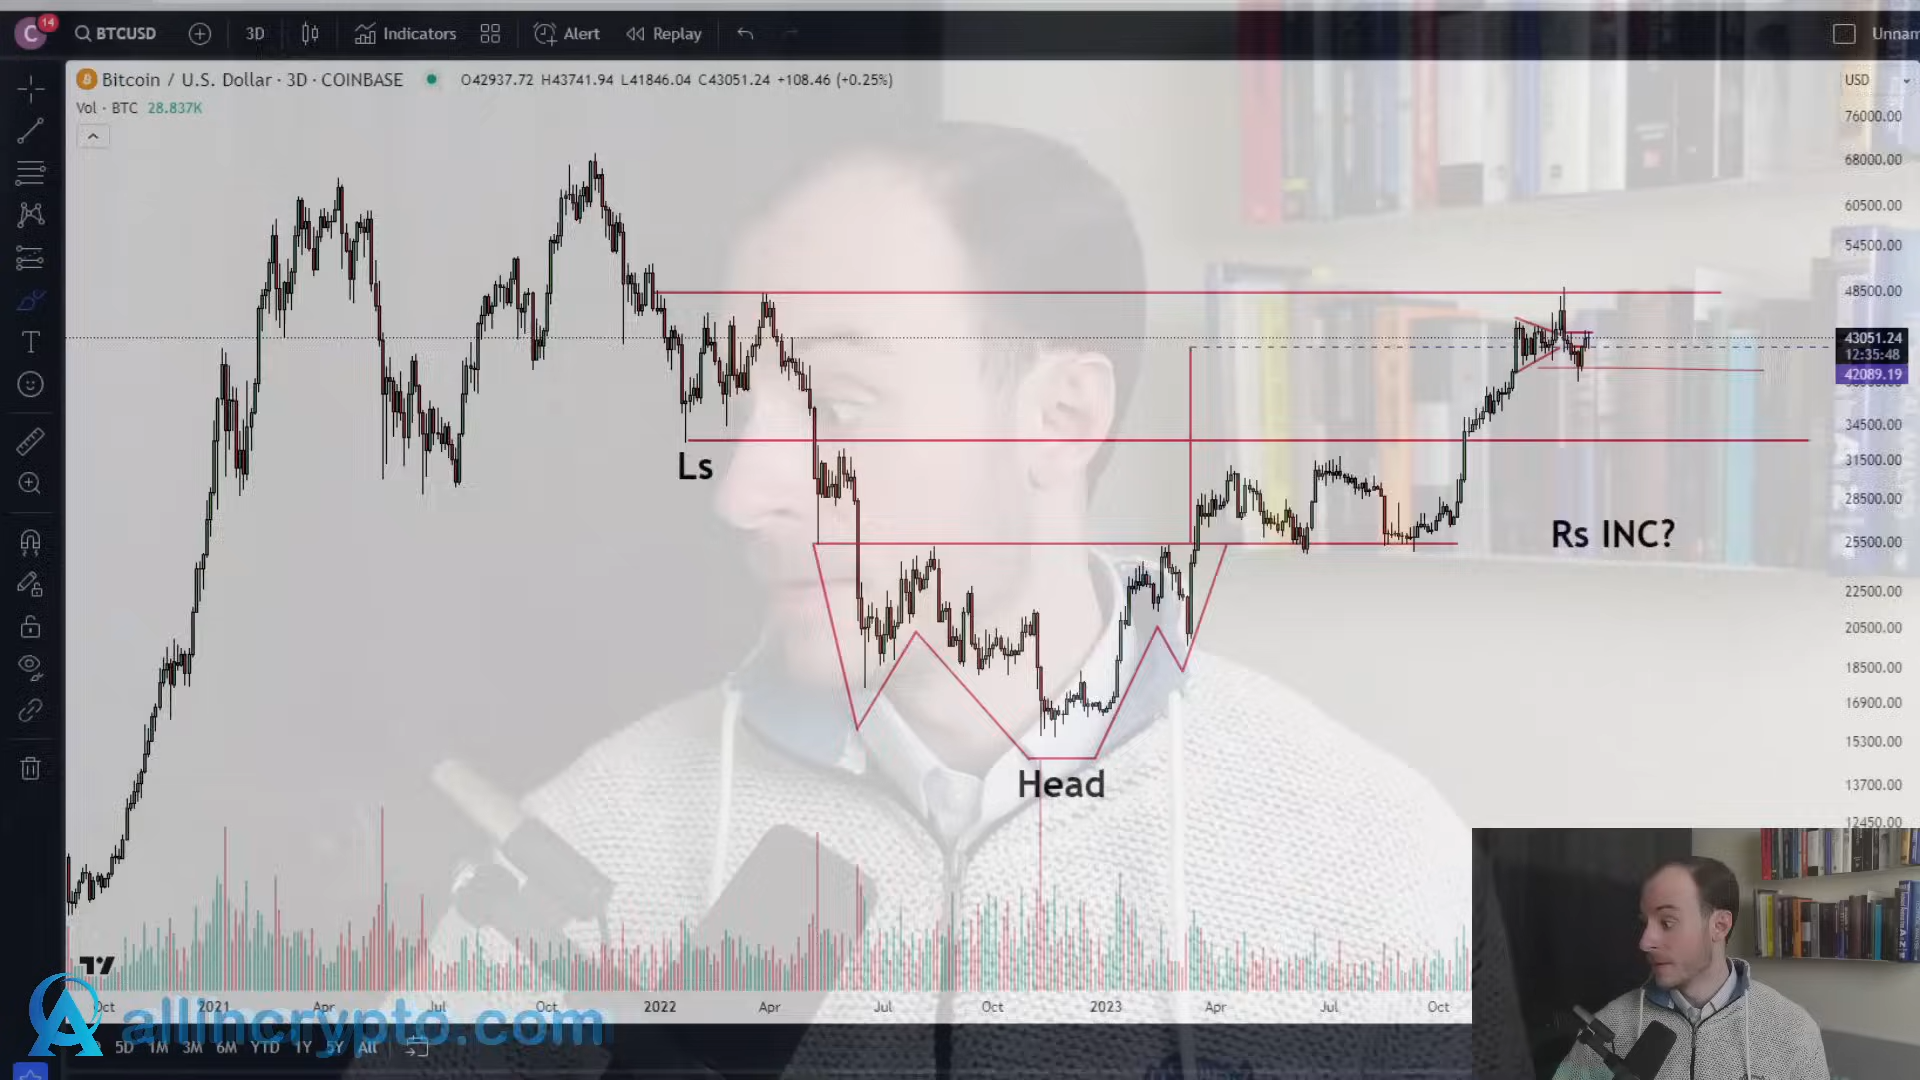 C 14 BTCUSD 3D Indicators Alert Replay Unnam
Bitcoin / U.S. Dollar · 3D · COINBASE O42937.72 H43741.94 L41846.04 C43051.24 +108.46 (+0.25%) USD
Vol · BTC 28.837K
76000.00
68000.00
60500.00
54500.00
48500.00
43051.24
12:35:48
42089.19
34500.00
Ls
31500.00
28500.00
Rs INC?
25500.00
22500.00
20500.00
18500.00
16900.00
15300.00
Head
13700.00
12450.00
Oct 2021 Apr Jul Oct 2022 Apr Jul Oct 2023 Apr Jul Oct
allincrypto.com
5D 1M 3M 6M YTD 1Y 5Y All